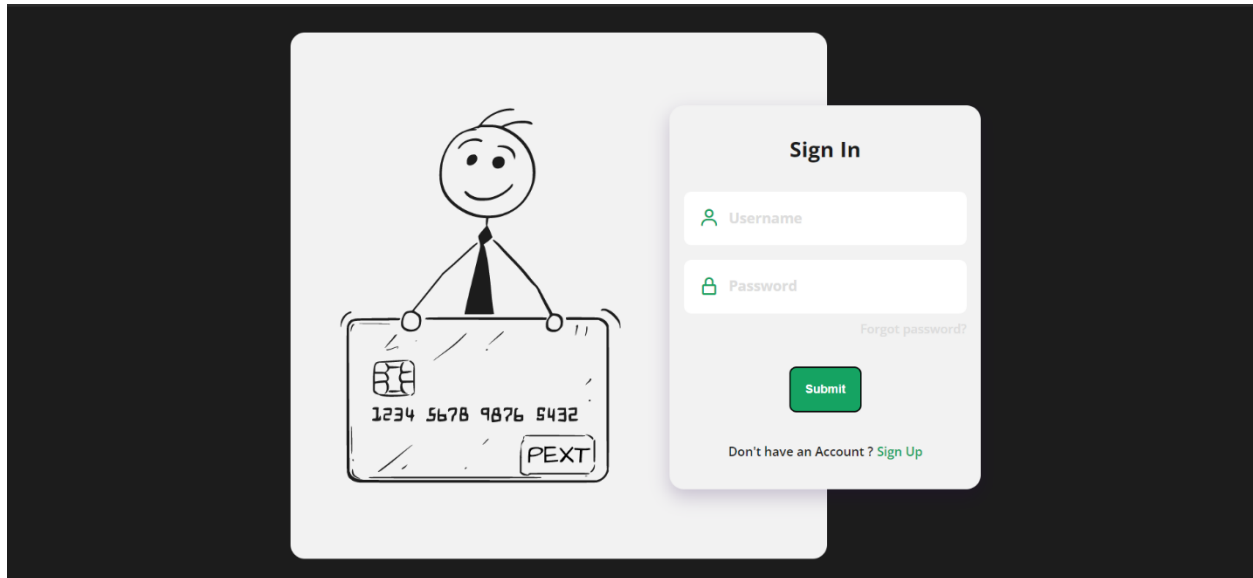 1234 5678 9876 5432
PEXT
Sign In
Username
Password
Forgot password?
Submit
Don't have an Account ? Sign Up